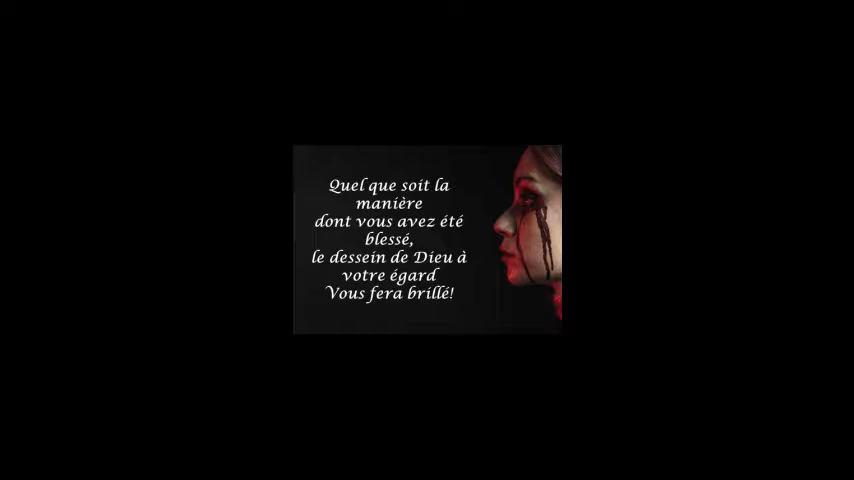 Quel que soit la
manière
dont vous avez été
blessé,
le dessein de Dieu à
votre égard
Vous fera brillé!